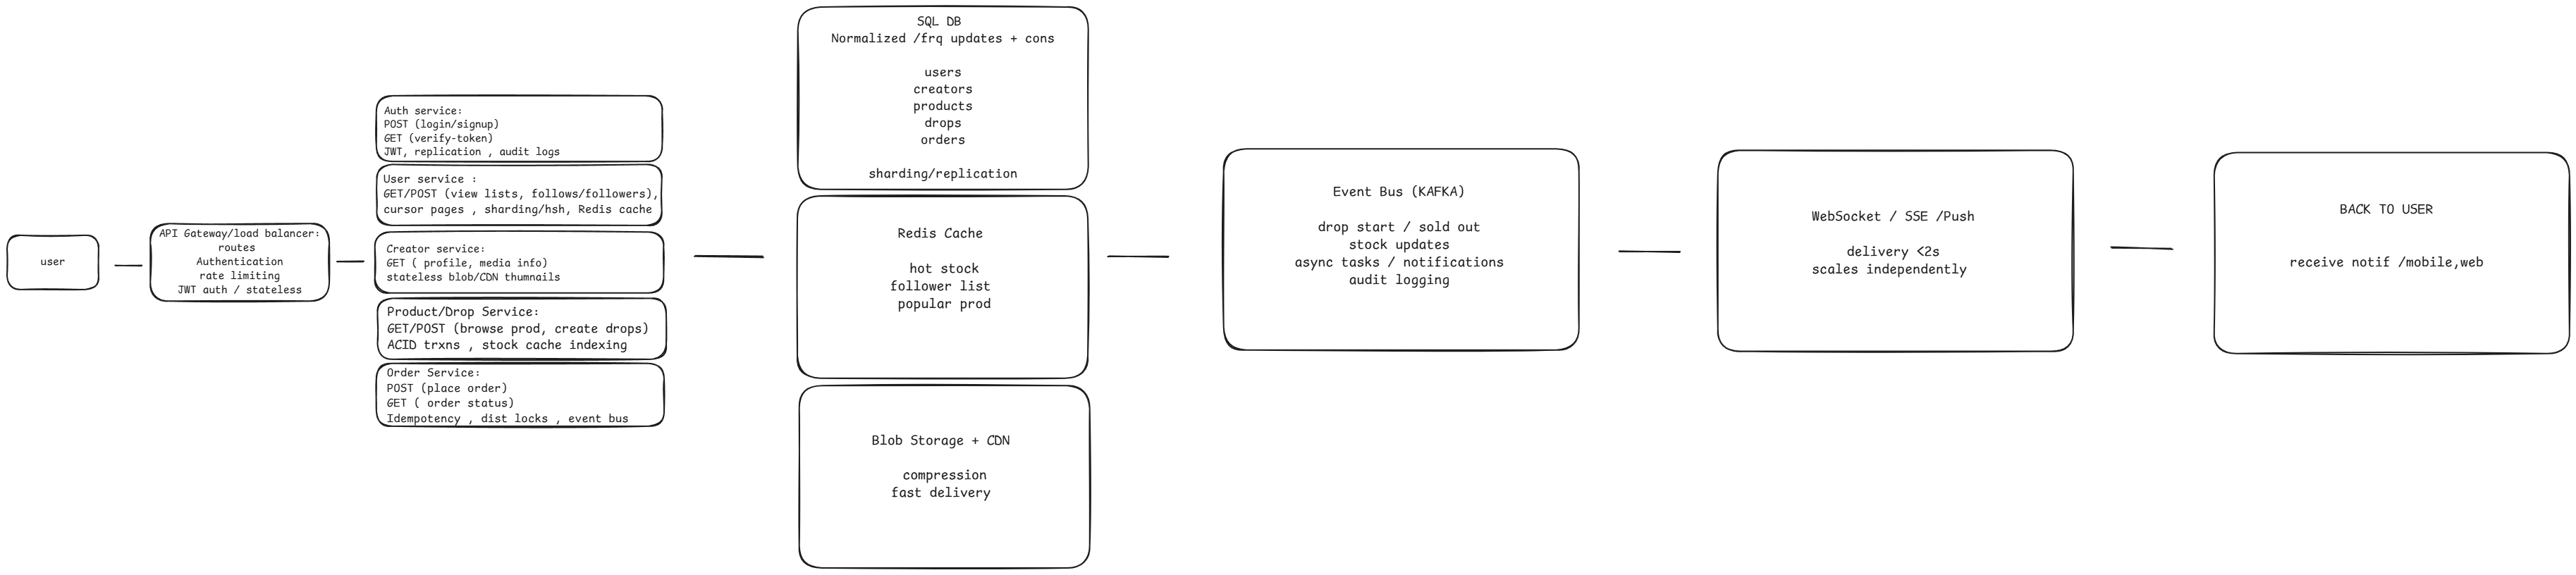 user
API Gateway/load balancer:
routes
Authentication
rate limiting
JWT auth / stateless
Auth service:
POST (login/signup)
GET (verify-token)
JWT, replication , audit logs
User service :
GET/POST (view lists, follows/followers),
cursor pages , sharding/hsh, Redis cache
Creator service:
GET ( profile, media info)
stateless blob/CDN thumnails
Product/Drop Service:
GET/POST (browse prod, create drops)
ACID trxns , stock cache indexing
Order Service:
POST (place order)
GET ( order status)
Idempotency , dist locks , event bus
SQL DB
Normalized /frq updates + cons
users
creators
products
drops
orders
sharding/replication
Redis Cache
hot stock
follower list
popular prod
Blob Storage + CDN
compression
fast delivery
Event Bus (KAFKA)
drop start / sold out
stock updates
async tasks / notifications
audit logging
WebSocket / SSE /Push
delivery <2s
scales independently
BACK TO USER
receive notif /mobile,web